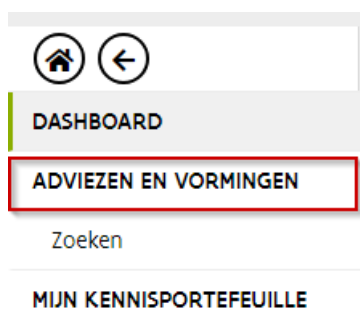 DASHBOARD
ADVIEZEN EN VORMINGEN
Zoeken
MIJN KENNISPORTEFEUILLE